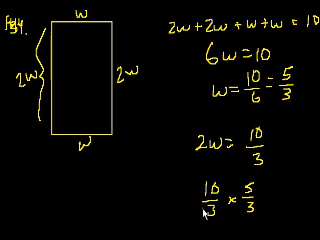 w
2w
2w
w
2w + 2w + w + w = 10
6w = 10
w = 10/6 = 5/3
2w = 10/3
10/3 × 5/3